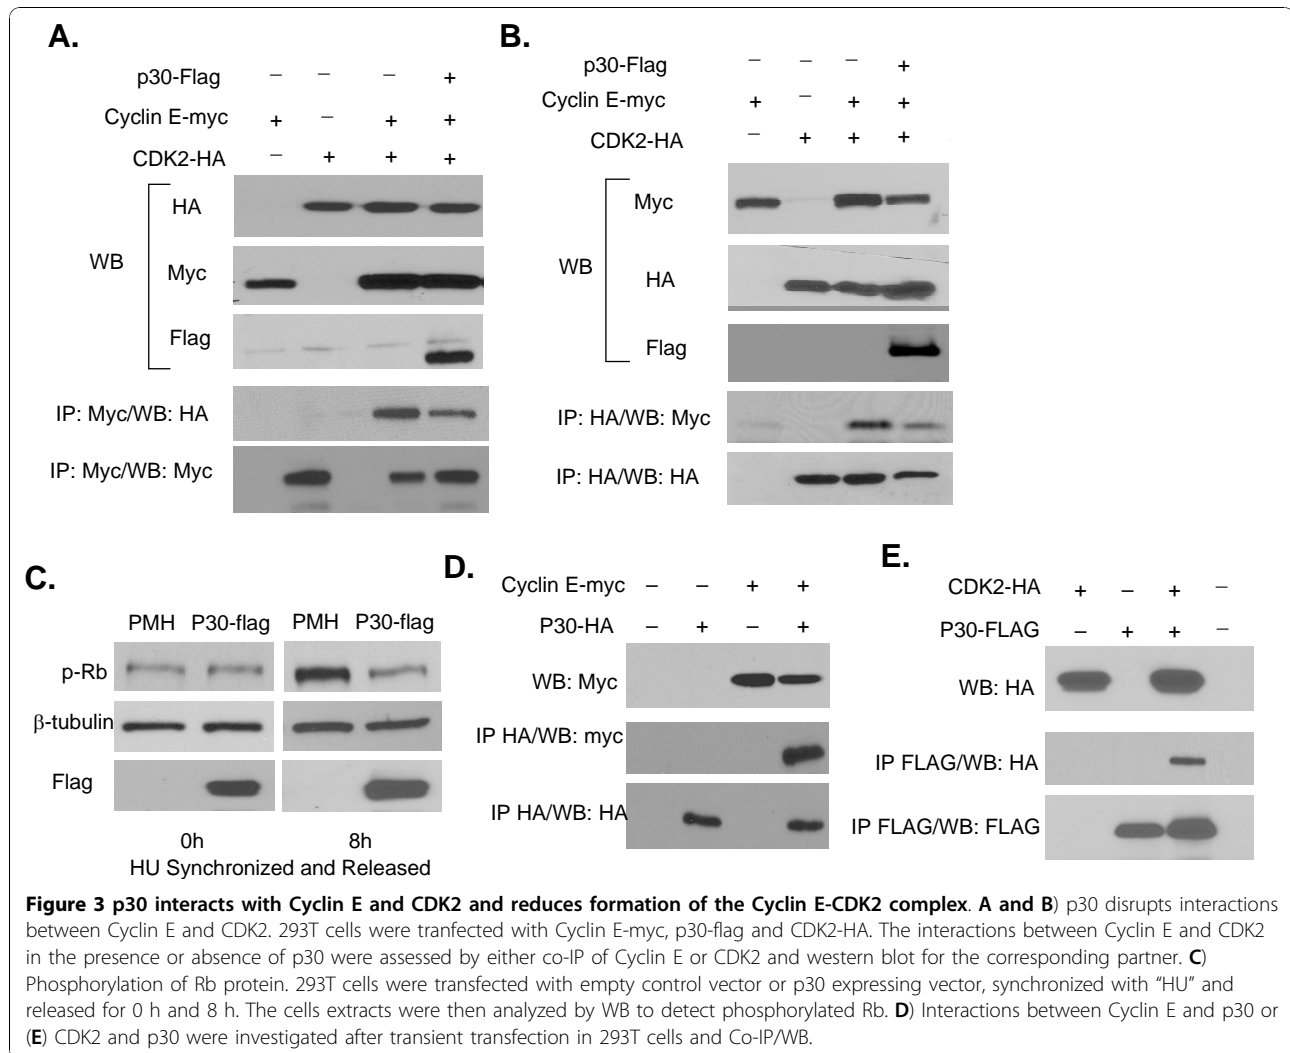 A.
p30-Flag – – – +
Cyclin E-myc + – + +
CDK2-HA – + + +
WB
HA
Myc
Flag
IP: Myc/WB: HA
IP: Myc/WB: Myc
B.
p30-Flag – – – +
Cyclin E-myc + – + +
CDK2-HA – + + +
WB
Myc
HA
Flag
IP: HA/WB: Myc
IP: HA/WB: HA
C.
PMH P30-flag PMH P30-flag
p-Rb
β-tubulin
Flag
0h 8h
HU Synchronized and Released
D.
Cyclin E-myc – – + +
P30-HA – + – +
WB: Myc
IP HA/WB: myc
IP HA/WB: HA
E.
CDK2-HA + – + –
P30-FLAG – + + –
WB: HA
IP FLAG/WB: HA
IP FLAG/WB: FLAG
Figure 3 p30 interacts with Cyclin E and CDK2 and reduces formation of the Cyclin E-CDK2 complex. A and B) p30 disrupts interactions
between Cyclin E and CDK2. 293T cells were tranfected with Cyclin E-myc, p30-flag and CDK2-HA. The interactions between Cyclin E and CDK2
in the presence or absence of p30 were assessed by either co-IP of Cyclin E or CDK2 and western blot for the corresponding partner. C)
Phosphorylation of Rb protein. 293T cells were transfected with empty control vector or p30 expressing vector, synchronized with “HU” and
released for 0 h and 8 h. The cells extracts were then analyzed by WB to detect phosphorylated Rb. D) Interactions between Cyclin E and p30 or
(E) CDK2 and p30 were investigated after transient transfection in 293T cells and Co-IP/WB.